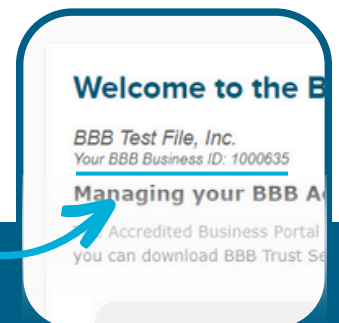 Welcome to the B
BBB Test File, Inc.
Your BBB Business ID: 1000635
Managing your BBB A
Accredited Business Portal
you can download BBB Trust Se